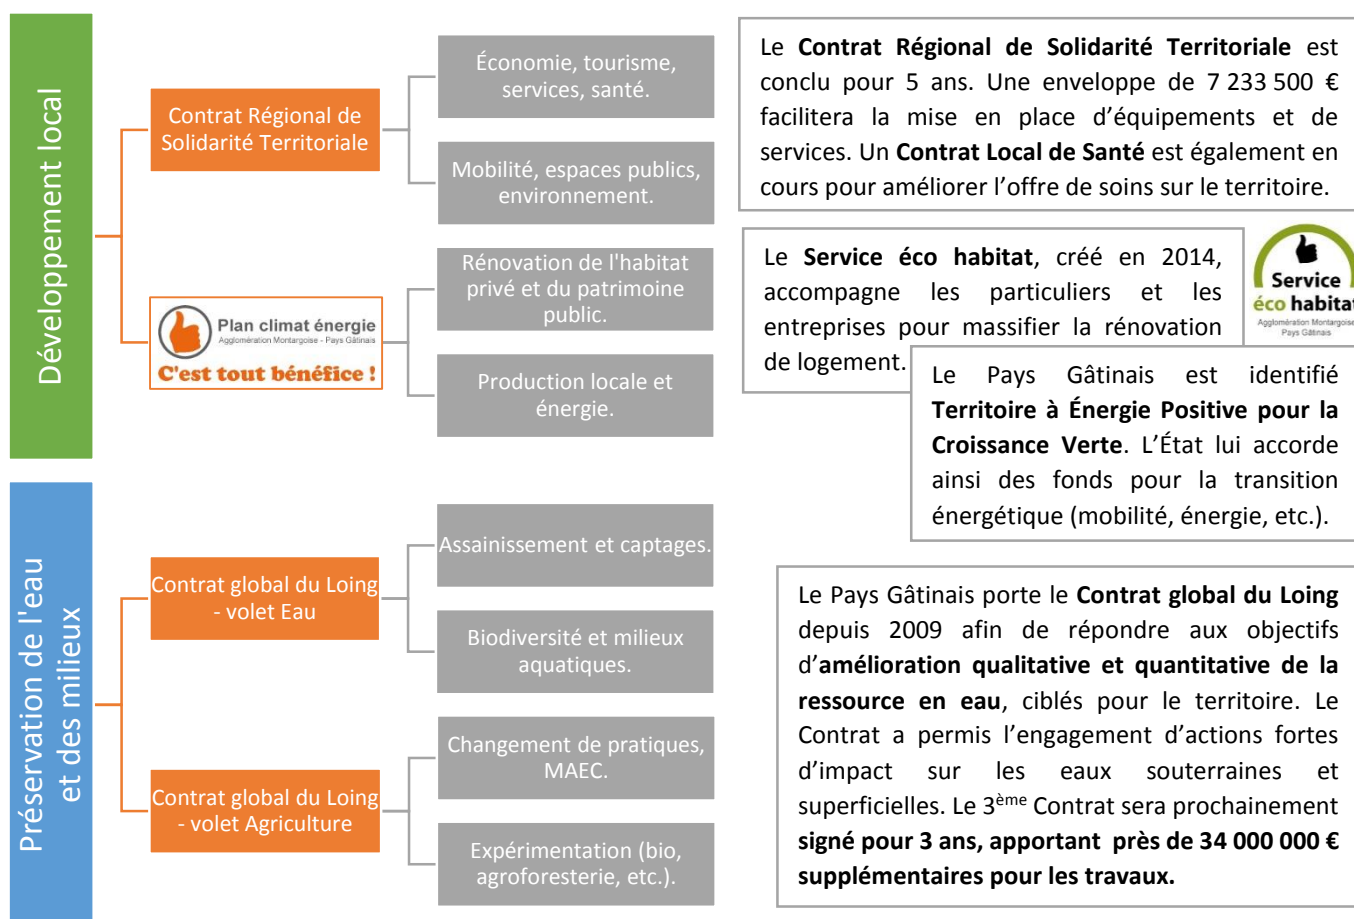 Développement local
Contrat Régional de
Solidarité Territoriale
Économie, tourisme,
services, santé.
Mobilité, espaces publics,
environnement.
Plan climat énergie
Agglomération Montargoise - Pays Gâtinais
C'est tout bénéfice !
Rénovation de l'habitat
privé et du patrimoine
public.
Production locale et
énergie.
Le Contrat Régional de Solidarité Territoriale est
conclu pour 5 ans. Une enveloppe de 7 233 500 €
facilitera la mise en place d’équipements et de
services. Un Contrat Local de Santé est également en
cours pour améliorer l’offre de soins sur le territoire.
Le Service éco habitat, créé en 2014,
accompagne les particuliers et les
entreprises pour massifier la rénovation
de logement.
Service
éco habitat
Agglomération Montargoise
Pays Gâtinais
Le Pays Gâtinais est identifié
Territoire à Énergie Positive pour la
Croissance Verte. L’État lui accorde
ainsi des fonds pour la transition
énergétique (mobilité, énergie, etc.).
Préservation de l'eau
et des milieux
Contrat global du Loing
- volet Eau
Assainissement et captages.
Biodiversité et milieux
aquatiques.
Contrat global du Loing
- volet Agriculture
Changement de pratiques,
MAEC.
Expérimentation (bio,
agroforesterie, etc.).
Le Pays Gâtinais porte le Contrat global du Loing
depuis 2009 afin de répondre aux objectifs
d’amélioration qualitative et quantitative de la
ressource en eau, ciblés pour le territoire. Le
Contrat a permis l’engagement d’actions fortes
d’impact sur les eaux souterraines et
superficielles. Le 3ème Contrat sera prochainement
signé pour 3 ans, apportant près de 34 000 000 €
supplémentaires pour les travaux.